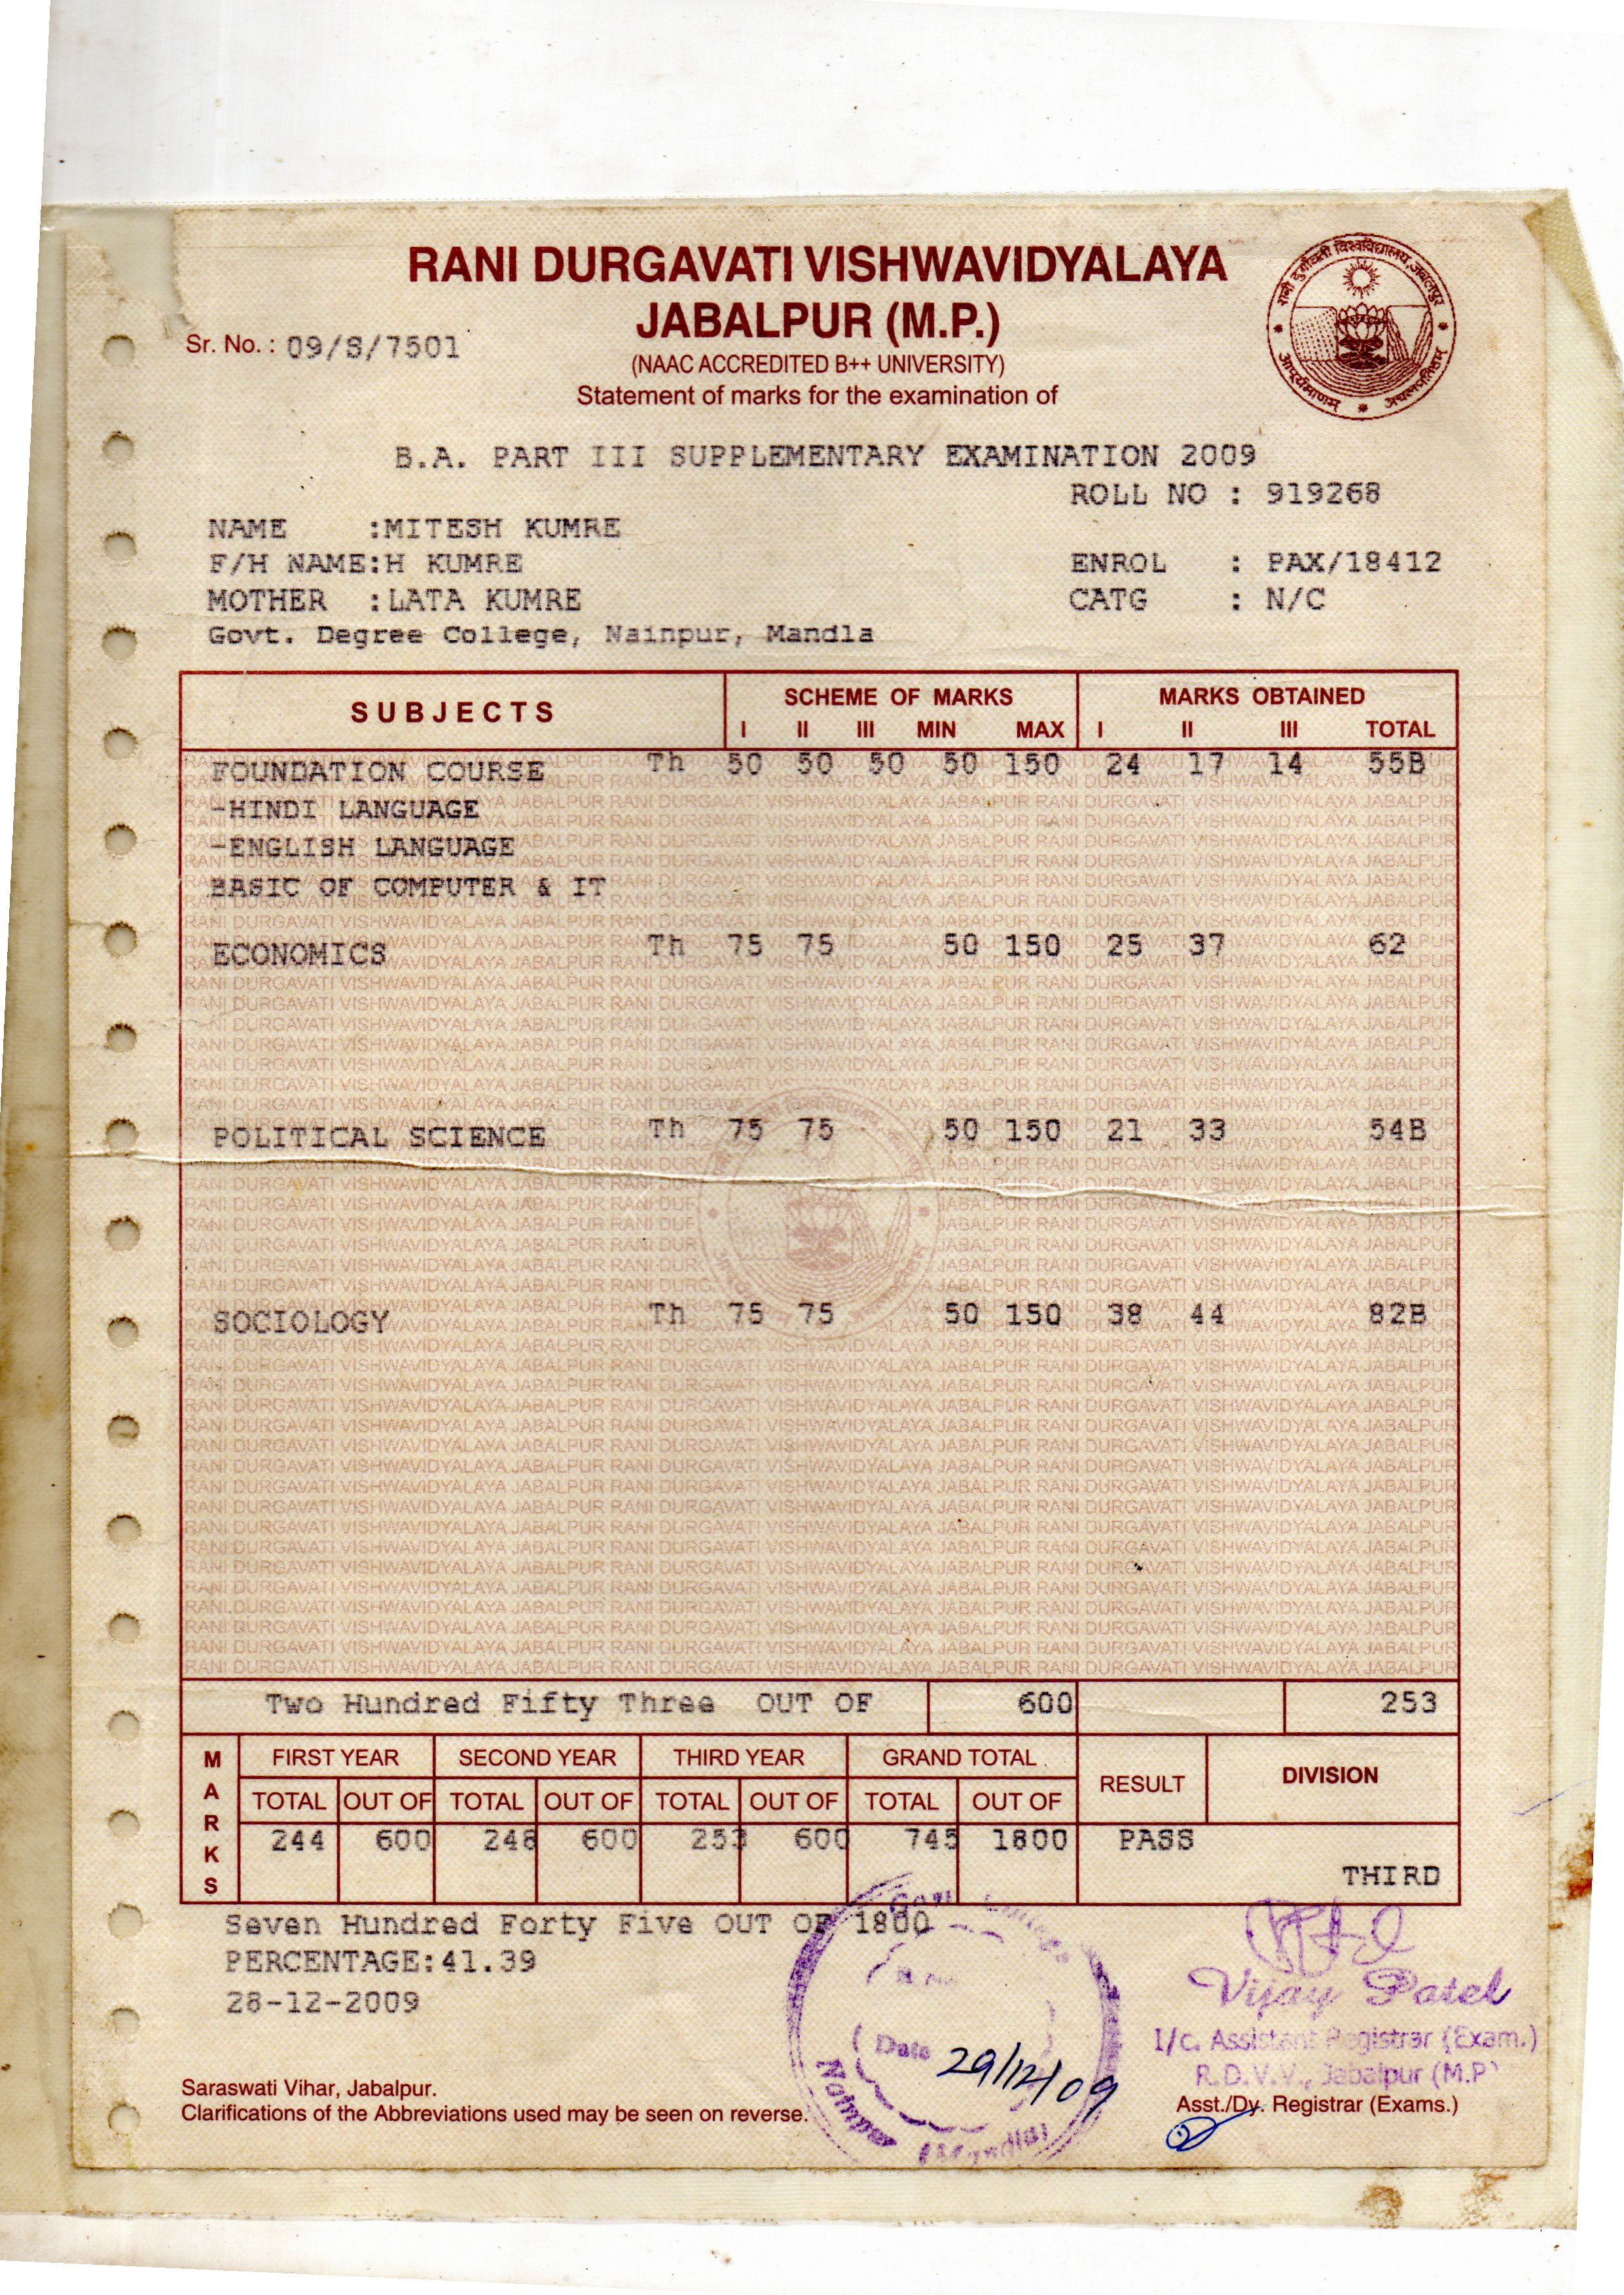 RANI DURGAVATI VISHWAVIDYALAYA
JABALPUR (M.P.)
रानी दुर्गावती विश्वविद्यालय, जबलपुर
Sr. No. : 09/S/7501
(NAAC ACCREDITED B++ UNIVERSITY)
Statement of marks for the examination of
B.A. PART III SUPPLEMENTARY EXAMINATION 2009
ROLL NO : 919268
NAME :MITESH KUMRE
F/H NAME:H KUMRE ENROL : PAX/18412
MOTHER :LATA KUMRE CATG : N/C
Govt. Degree College, Nainpur, Mandla
SUBJECTS SCHEME OF MARKS MARKS OBTAINED
I II III MIN MAX I II III TOTAL
FOUNDATION COURSE Th 50 50 50 50 150 24 17 14 55B
-HINDI LANGUAGE
-ENGLISH LANGUAGE
BASIC OF COMPUTER & IT
ECONOMICS Th 75 75 50 150 25 37 62
POLITICAL SCIENCE Th 75 75 50 150 21 33 54B
SOCIOLOGY Th 75 75 50 150 38 44 82B
Two Hundred Fifty Three OUT OF 600 253
MARKS FIRST YEAR SECOND YEAR THIRD YEAR GRAND TOTAL RESULT DIVISION
TOTAL OUT OF TOTAL OUT OF TOTAL OUT OF TOTAL OUT OF
244 600 248 600 253 600 745 1800 PASS
THIRD
Seven Hundred Forty Five OUT OF 1800
PERCENTAGE:41.39
28-12-2009
Date 29/12/09
Nainpur (Mandla)
Vijay Patel
I/c. Assistant Registrar (Exam.)
R.D.V.V., Jabalpur (M.P)
Asst./Dy. Registrar (Exams.)
Saraswati Vihar, Jabalpur.
Clarifications of the Abbreviations used may be seen on reverse.